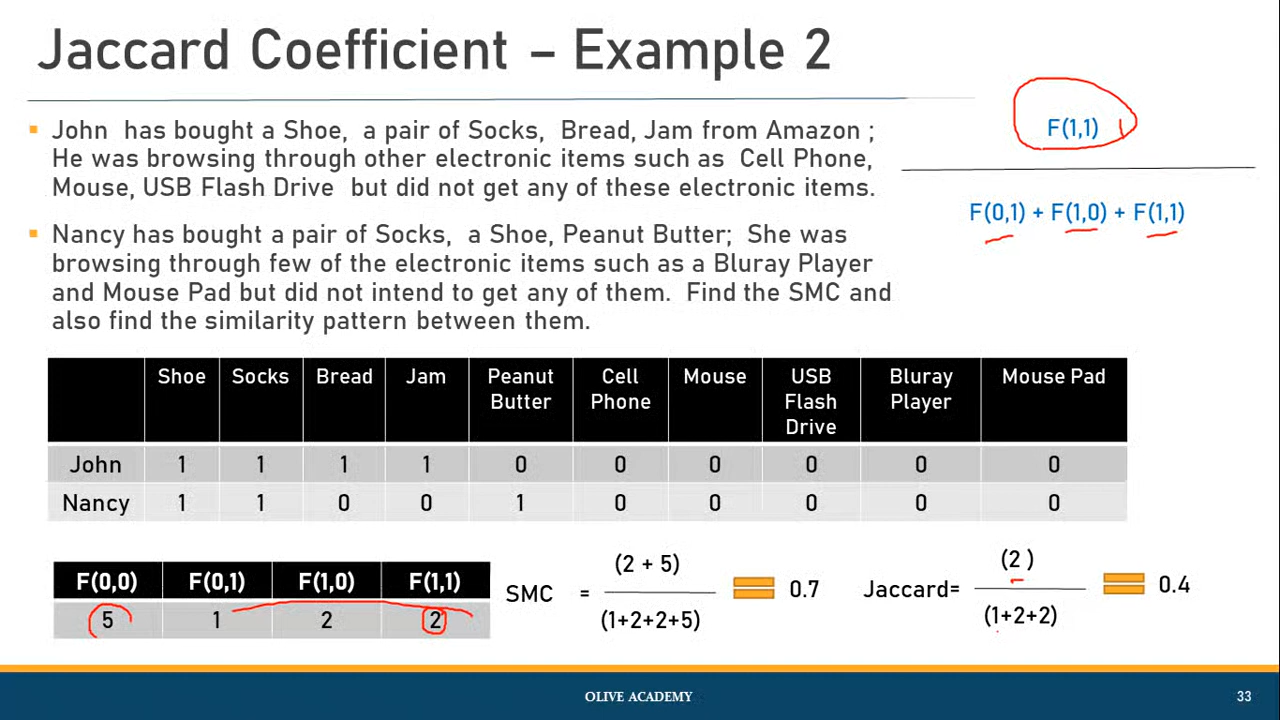 Jaccard Coefficient – Example 2
▪ John has bought a Shoe, a pair of Socks, Bread, Jam from Amazon ;
He was browsing through other electronic items such as Cell Phone,
Mouse, USB Flash Drive but did not get any of these electronic items.
▪ Nancy has bought a pair of Socks, a Shoe, Peanut Butter; She was
browsing through few of the electronic items such as a Bluray Player
and Mouse Pad but did not intend to get any of them. Find the SMC and
also find the similarity pattern between them.
F(1,1)
F(0,1) + F(1,0) + F(1,1)
Shoe Socks Bread Jam Peanut Butter Cell Phone Mouse USB Flash Drive Bluray Player Mouse Pad
John 1 1 1 1 0 0 0 0 0 0
Nancy 1 1 0 0 1 0 0 0 0 0
F(0,0) F(0,1) F(1,0) F(1,1)
5 1 2 2
SMC = (2 + 5) / (1+2+2+5) = 0.7
Jaccard= (2 ) / (1+2+2) = 0.4
OLIVE ACADEMY
33